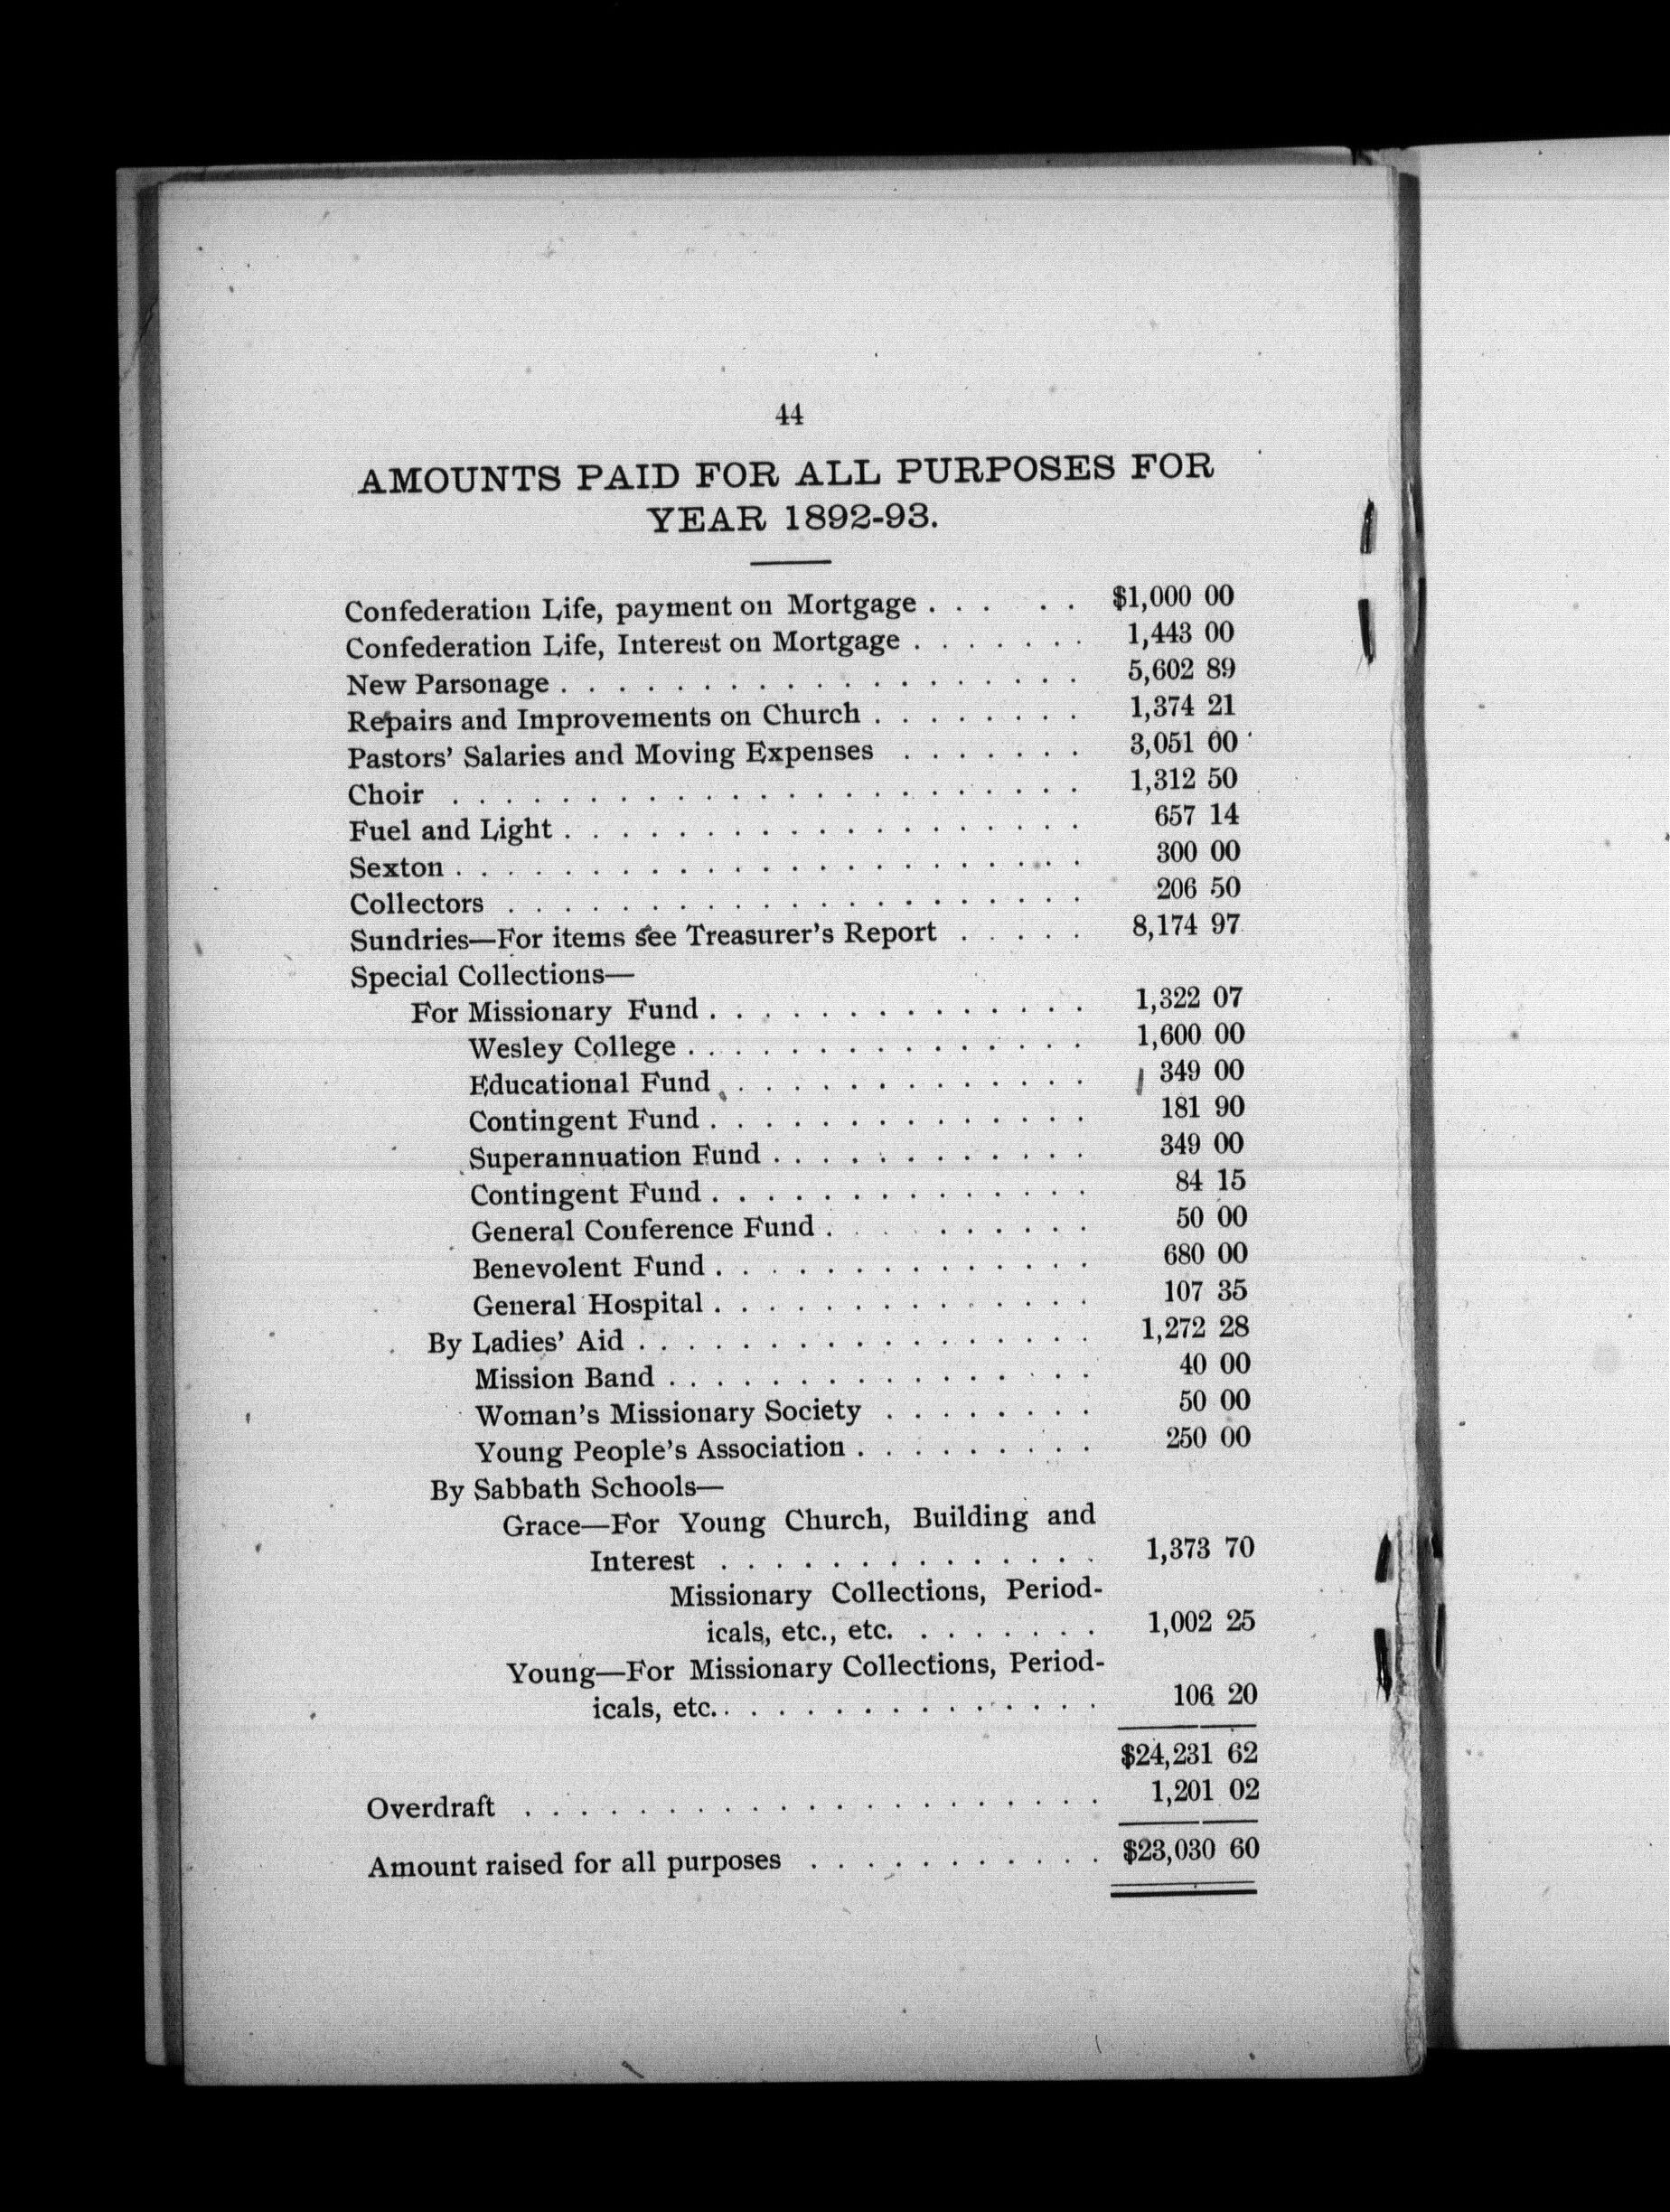 44
AMOUNTS PAID FOR ALL PURPOSES FOR
YEAR 1892-93.
Confederation Life, payment on Mortgage . . . . . $1,000 00
Confederation Life, Interest on Mortgage . . . . . . . 1,443 00
New Parsonage . . . . . . . . . . . . . . . . . . . 5,602 89
Repairs and Improvements on Church . . . . . . . . 1,374 21
Pastors' Salaries and Moving Expenses . . . . . . . 3,051 00
Choir . . . . . . . . . . . . . . . . . . . . . . . 1,312 50
Fuel and Light . . . . . . . . . . . . . . . . . . . 657 14
Sexton . . . . . . . . . . . . . . . . . . . . . . . 300 00
Collectors . . . . . . . . . . . . . . . . . . . . . 206 50
Sundries—For items see Treasurer's Report . . . . . 8,174 97
Special Collections—
For Missionary Fund . . . . . . . . . . . . . . 1,322 07
Wesley College . . . . . . . . . . . . . . . 1,600 00
Educational Fund . . . . . . . . . . . . . . 349 00
Contingent Fund . . . . . . . . . . . . . . 181 90
Superannuation Fund . . . . . . . . . . . . 349 00
Contingent Fund . . . . . . . . . . . . . . 84 15
General Conference Fund . . . . . . . . . . 50 00
Benevolent Fund . . . . . . . . . . . . . . 680 00
General Hospital . . . . . . . . . . . . . . 107 35
By Ladies' Aid . . . . . . . . . . . . . . . . . 1,272 28
Mission Band . . . . . . . . . . . . . . . . 40 00
Woman's Missionary Society . . . . . . . . 50 00
Young People's Association . . . . . . . . . 250 00
By Sabbath Schools—
Grace—For Young Church, Building and
Interest . . . . . . . . . . . . . . 1,373 70
Missionary Collections, Period-
icals, etc., etc. . . . . . . . 1,002 25
Young—For Missionary Collections, Period-
icals, etc. . . . . . . . . . . . . . . 106 20
$24,231 62
Overdraft . . . . . . . . . . . . . . . . . . . . . 1,201 02
Amount raised for all purposes . . . . . . . . . . . $23,030 60